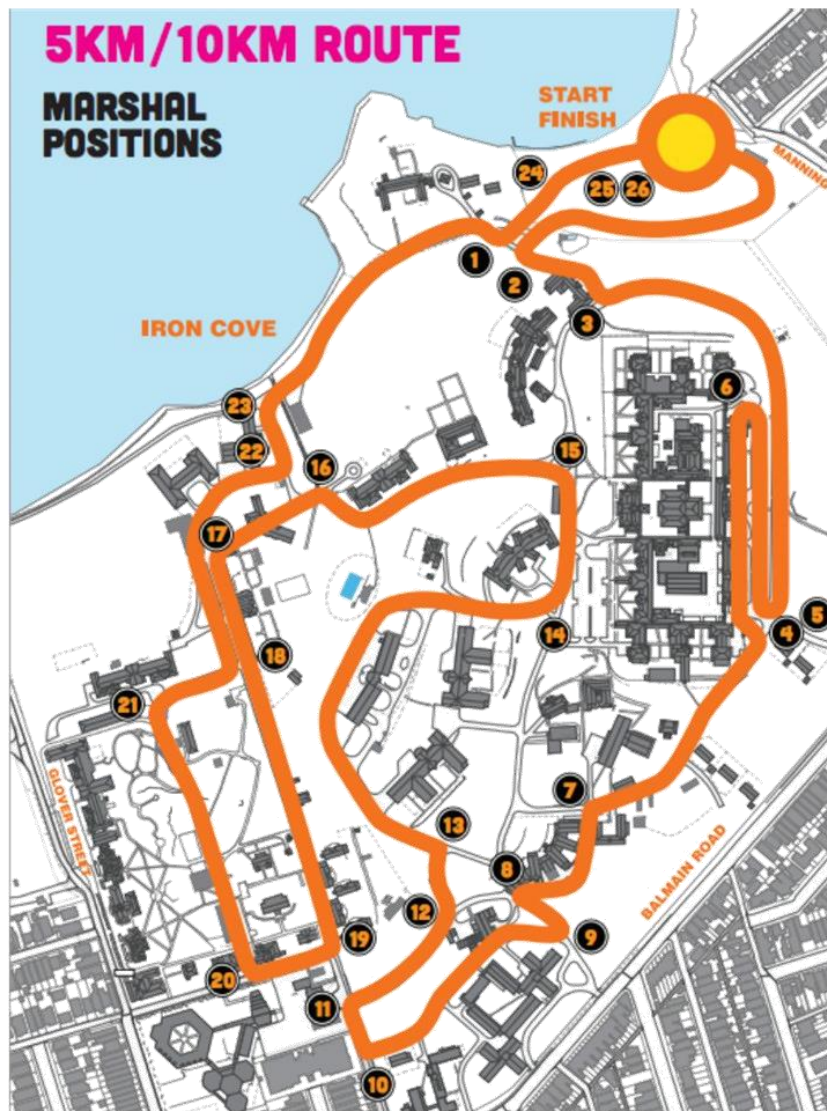 5KM/10KM ROUTE
MARSHAL
POSITIONS
START
FINISH
MANNING
24
25 26
1
2
3
IRON COVE
6
23
22
16
15
17
5
4
14
18
21
7
GLOVER STREET
13
8
BALMAIN ROAD
12
9
19
20
11
10